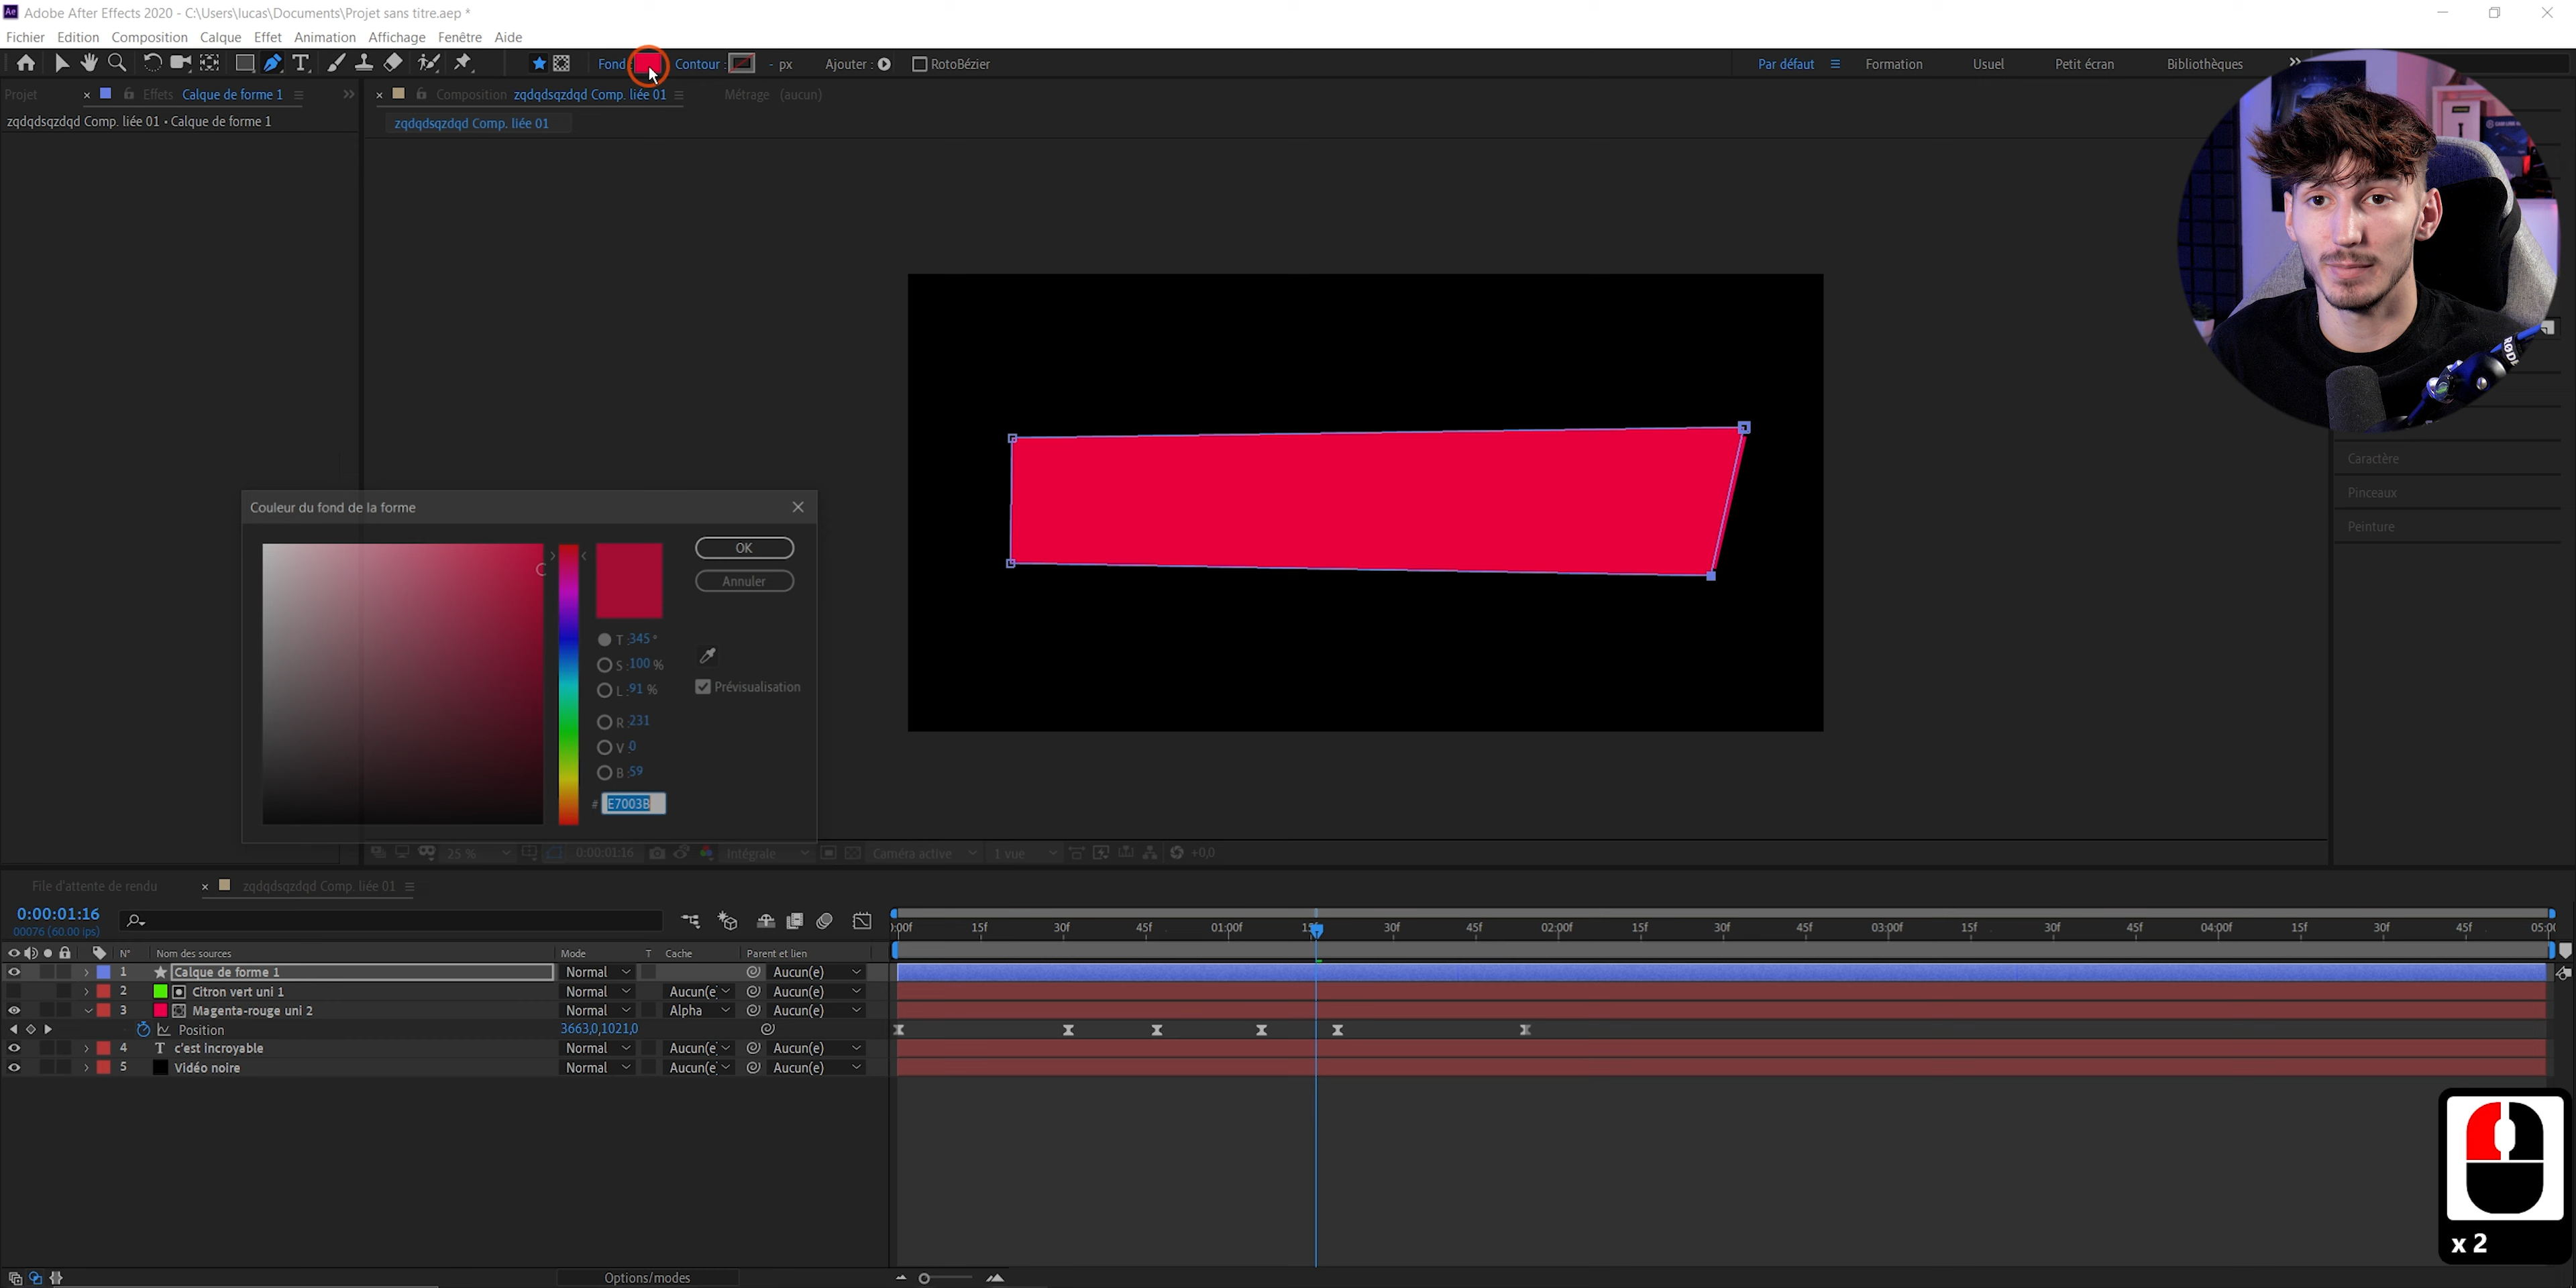 Ae Adobe After Effects 2020 - C:\Users\lucas\Documents\Projet sans titre.aep *
Fichier Edition Composition Calque Effet Animation Affichage Fenêtre Aide
T Fond Contour : - px Ajouter : RotoBézier Par défaut Formation Usuel Petit écran Bibliothèques
Projet Effets Calque de forme 1 Composition zqdqdsqzdqd Comp. liée 01 Métrage (aucun)
zqdqdsqzdqd Comp. liée 01 • Calque de forme 1
zqdqdsqzdqd Comp. liée 01
RØDE
Caractère
Pinceaux
Peinture
Couleur du fond de la forme
OK
Annuler
T :345 °
S :100 %
L :91 %
Prévisualisation
R :231
V :0
B :59
# E7003B
25 % 0:00:01:16 Intégrale Caméra active 1 vue +0,0
File d'attente de rendu zqdqdsqzdqd Comp. liée 01
0:00:01:16
00076 (60.00 ips)
):00f 15f 30f 45f 01:00f 15f 30f 45f 02:00f 15f 30f 45f 03:00f 15f 30f 45f 04:00f 15f 30f 45f 05:00
N° Nom des sources Mode T Cache Parent et lien
1 Calque de forme 1 Normal Aucun(e)
2 Citron vert uni 1 Normal Aucun(e Aucun(e)
3 Magenta-rouge uni 2 Normal Alpha Aucun(e)
Position 3663,0,1021,0
4 T c'est incroyable Normal Aucun(e Aucun(e)
5 Vidéo noire Normal Aucun(e Aucun(e)
x 2
Options/modes